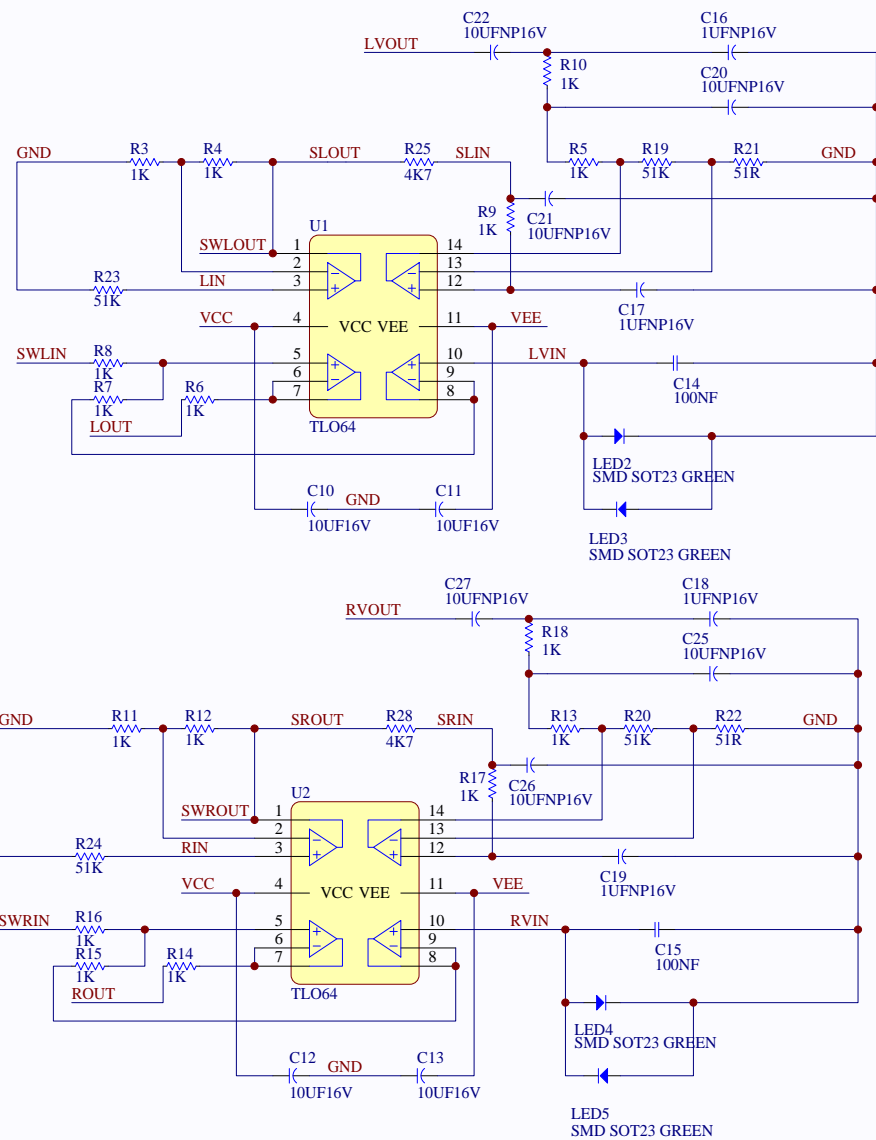 C22
10UFNP16V
C16
1UFNP16V
LVOUT
R10
1K
C20
10UFNP16V
GND
R3
1K
R4
1K
SLOUT
R25
4K7
SLIN
R5
1K
R19
51K
R21
51R
GND
R9
1K
C21
10UFNP16V
U1
SWLOUT
1
2
3
4
5
6
7
14
13
12
11
10
9
8
R23
51K
LIN
C17
1UFNP16V
VCC
VCC VEE
VEE
SWLIN
R8
1K
R7
1K
R6
1K
LOUT
LVIN
C14
100NF
TLO64
LED2
SMD SOT23 GREEN
C10
10UF16V
GND
C11
10UF16V
LED3
SMD SOT23 GREEN
C27
10UFNP16V
C18
1UFNP16V
RVOUT
R18
1K
C25
10UFNP16V
GND
R11
1K
R12
1K
SROUT
R28
4K7
SRIN
R13
1K
R20
51K
R22
51R
GND
R17
1K
C26
10UFNP16V
U2
SWROUT
1
2
3
4
5
6
7
14
13
12
11
10
9
8
R24
51K
RIN
C19
1UFNP16V
VCC
VCC VEE
VEE
SWRIN
R16
1K
R15
1K
R14
1K
ROUT
RVIN
C15
100NF
TLO64
LED4
SMD SOT23 GREEN
C12
10UF16V
GND
C13
10UF16V
LED5
SMD SOT23 GREEN